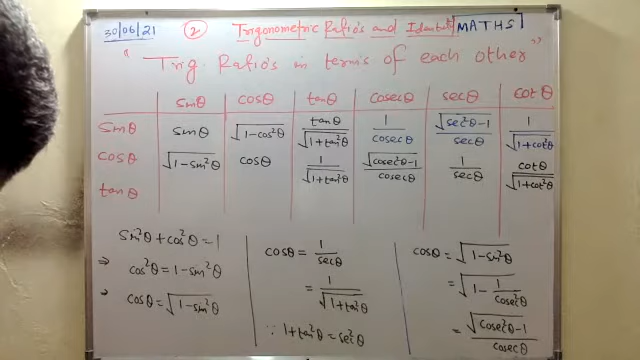 30/06/21 2 Trigonometric Ratio's and Identity MATHS
" Trig. Ratio's in terms of each other "
sinθ cosθ tanθ cosecθ secθ cotθ
sinθ sinθ √(1-cos²θ) tanθ/√(1+tan²θ) 1/cosecθ √(sec²θ-1)/secθ 1/√(1+cot²θ)
cosθ √(1-sin²θ) cosθ 1/√(1+tan²θ) √(cosec²θ-1)/cosecθ 1/secθ cotθ/√(1+cot²θ)
tanθ
sin²θ+cos²θ=1
⇒ cos²θ=1-sin²θ
⇒ cosθ=√(1-sin²θ)
cosθ = 1/secθ
= 1/√(1+tan²θ)
∵ 1+tan²θ=sec²θ
cosθ = √(1-sin²θ)
= √(1-1/cosec²θ)
= √(cosec²θ-1)/cosecθ